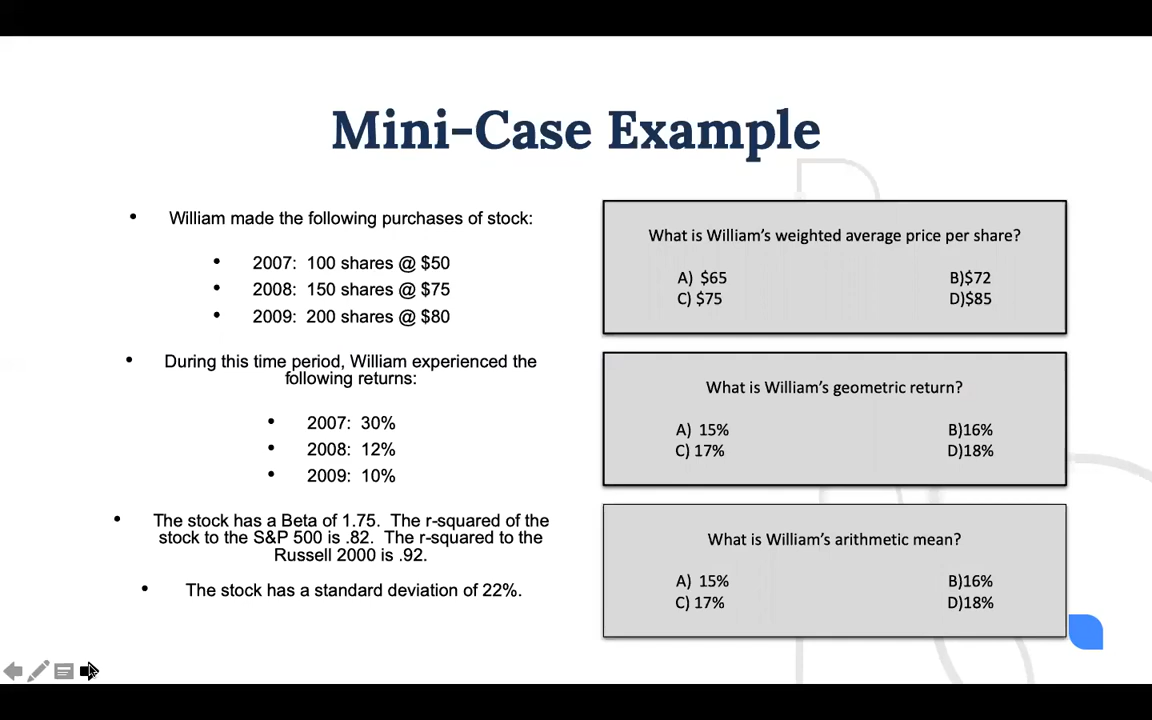 Mini-Case Example
• William made the following purchases of stock:
• 2007: 100 shares @ $50
• 2008: 150 shares @ $75
• 2009: 200 shares @ $80
• During this time period, William experienced the
following returns:
• 2007: 30%
• 2008: 12%
• 2009: 10%
• The stock has a Beta of 1.75. The r-squared of the
stock to the S&P 500 is .82. The r-squared to the
Russell 2000 is .92.
• The stock has a standard deviation of 22%.
What is William's weighted average price per share?
A) $65 B)$72
C) $75 D)$85
What is William's geometric return?
A) 15% B)16%
C) 17% D)18%
What is William's arithmetic mean?
A) 15% B)16%
C) 17% D)18%